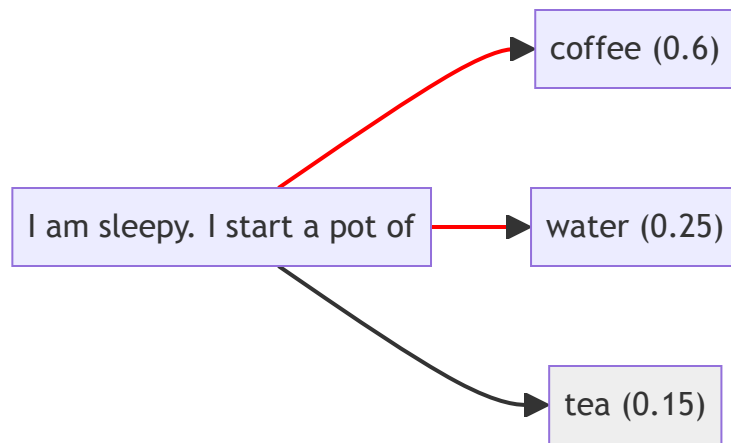 coffee (0.6)
I am sleepy. I start a pot of
water (0.25)
tea (0.15)